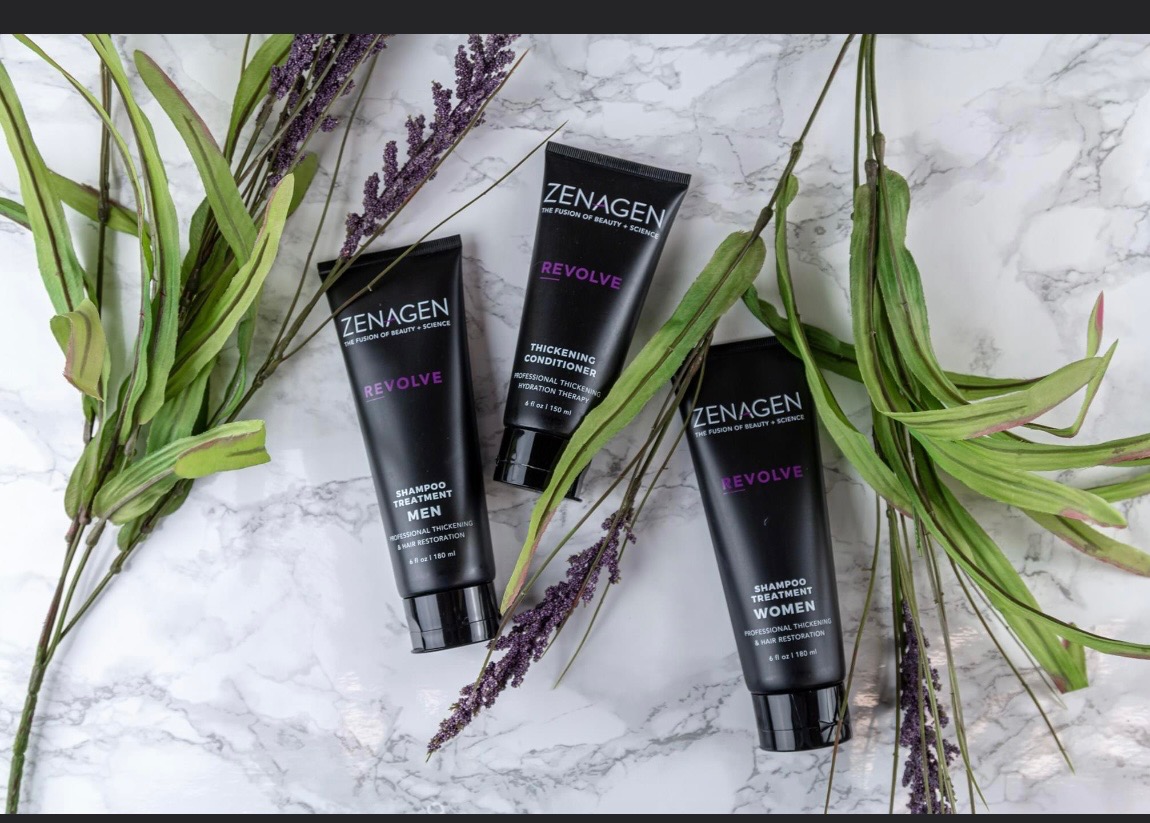 ZENAGEN
THE FUSION OF BEAUTY + SCIENCE
REVOLVE
SHAMPOO
TREATMENT
MEN
PROFESSIONAL THICKENING
& HAIR RESTORATION
6 fl oz | 180 ml
ZENAGEN
THE FUSION OF BEAUTY + SCIENCE
REVOLVE
THICKENING
CONDITIONER
PROFESSIONAL THICKENING
HYDRATION THERAPY
6 fl oz | 150 ml
ZENAGEN
THE FUSION OF BEAUTY + SCIENCE
REVOLVE
SHAMPOO
TREATMENT
WOMEN
PROFESSIONAL THICKENING
& HAIR RESTORATION
6 fl oz | 180 ml